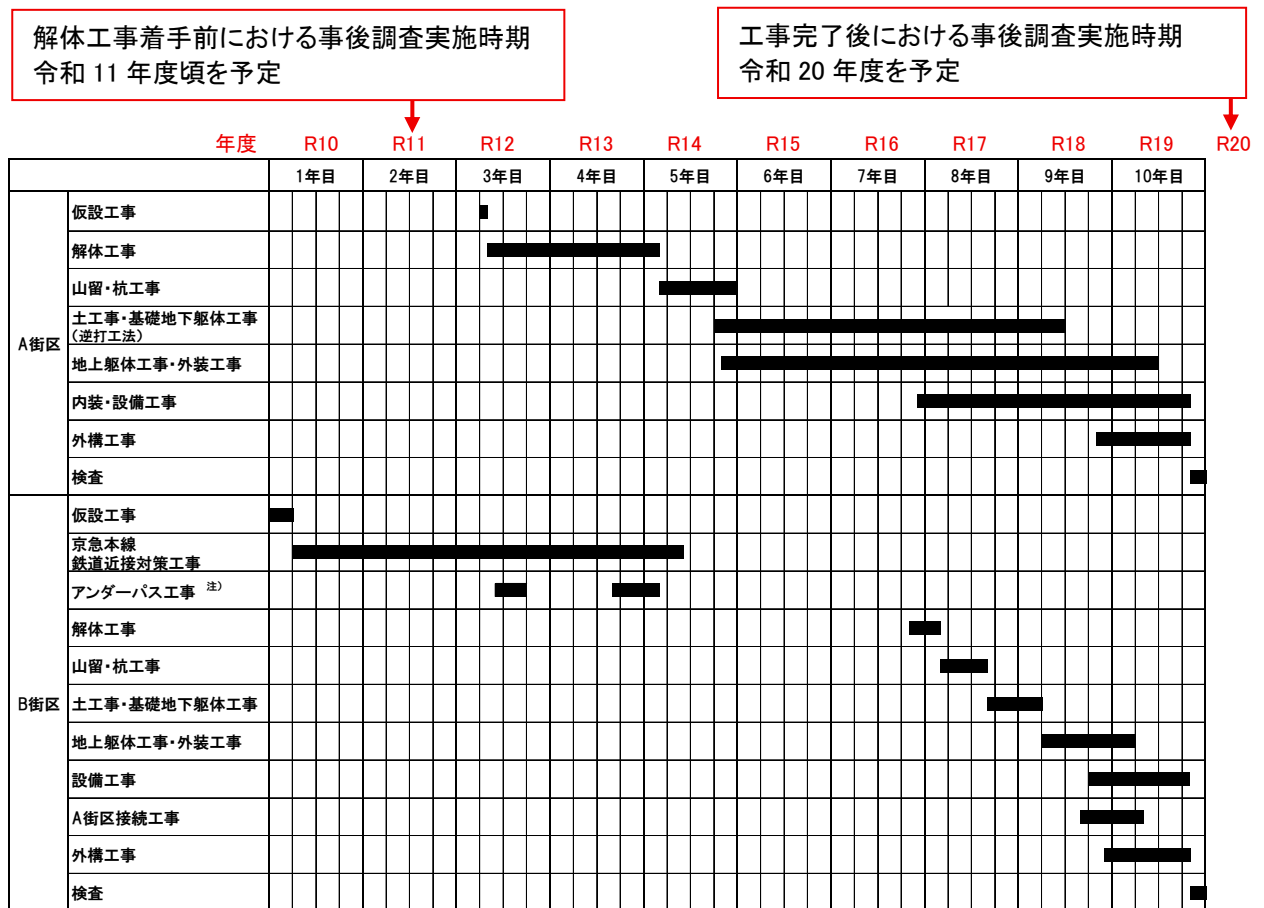 解体工事着手前における事後調査実施時期
令和 11 年度頃を予定
工事完了後における事後調査実施時期
令和 20 年度を予定
年度 R10 R11 R12 R13 R14 R15 R16 R17 R18 R19 R20
1年目 2年目 3年目 4年目 5年目 6年目 7年目 8年目 9年目 10年目
A街区
仮設工事
解体工事
山留・杭工事
土工事・基礎地下躯体工事
（逆打工法）
地上躯体工事・外装工事
内装・設備工事
外構工事
検査
B街区
仮設工事
京急本線
鉄道近接対策工事
アンダーパス工事 注）
解体工事
山留・杭工事
土工事・基礎地下躯体工事
地上躯体工事・外装工事
設備工事
A街区接続工事
外構工事
検査